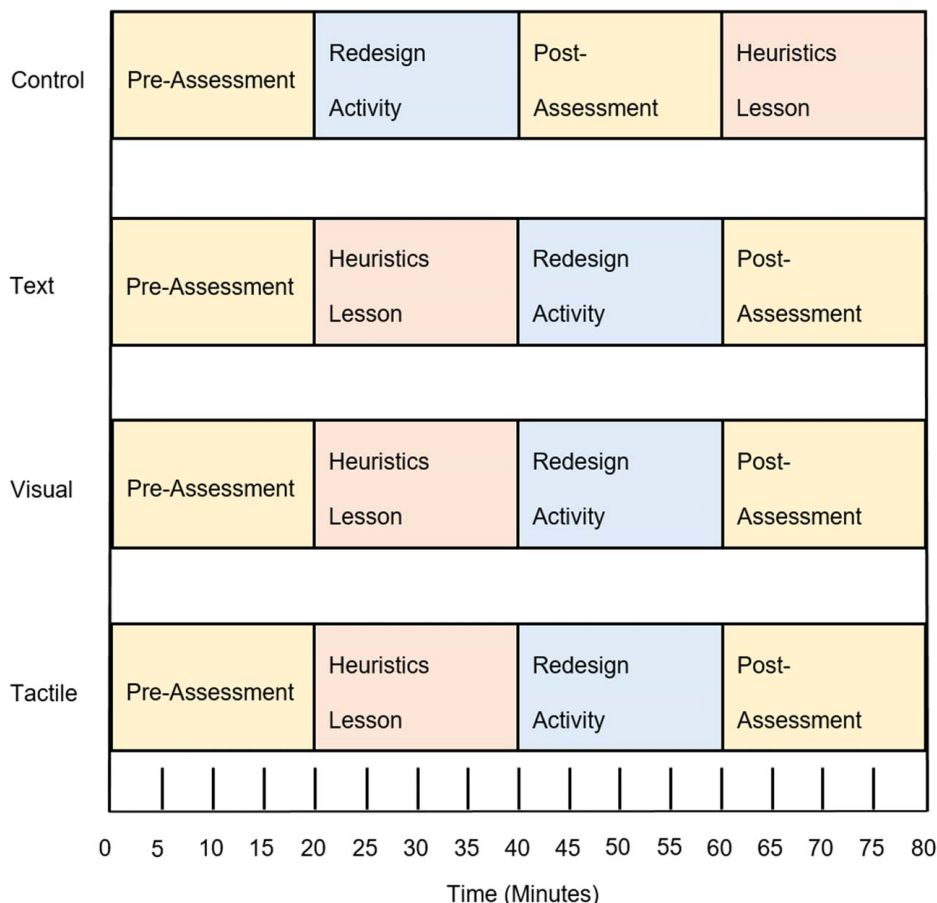 Control
Pre-Assessment
Redesign
Activity
Post-
Assessment
Heuristics
Lesson
Text
Pre-Assessment
Heuristics
Lesson
Redesign
Activity
Post-
Assessment
Visual
Pre-Assessment
Heuristics
Lesson
Redesign
Activity
Post-
Assessment
Tactile
Pre-Assessment
Heuristics
Lesson
Redesign
Activity
Post-
Assessment
0 5 10 15 20 25 30 35 40 45 50 55 60 65 70 75 80
Time (Minutes)